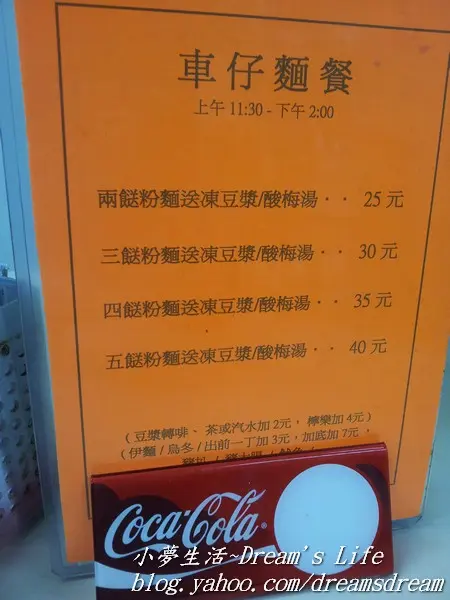 車仔麵餐
上午 11:30 - 下午 2:00
兩餸粉麵送凍豆漿/酸梅湯‥ 25 元
三餸粉麵送凍豆漿/酸梅湯‥ 30 元
四餸粉麵送凍豆漿/酸梅湯‥ 35 元
五餸粉麵送凍豆漿/酸梅湯‥ 40 元
( 豆漿轉啡、茶或汽水加 2元， 檸樂加 4元 )
( 伊麵 / 烏冬 / 出前一丁加 3元，加底加 7元，
Coca-Cola
小夢生活~Dream's Life
blog.yahoo.com/dreamsdream